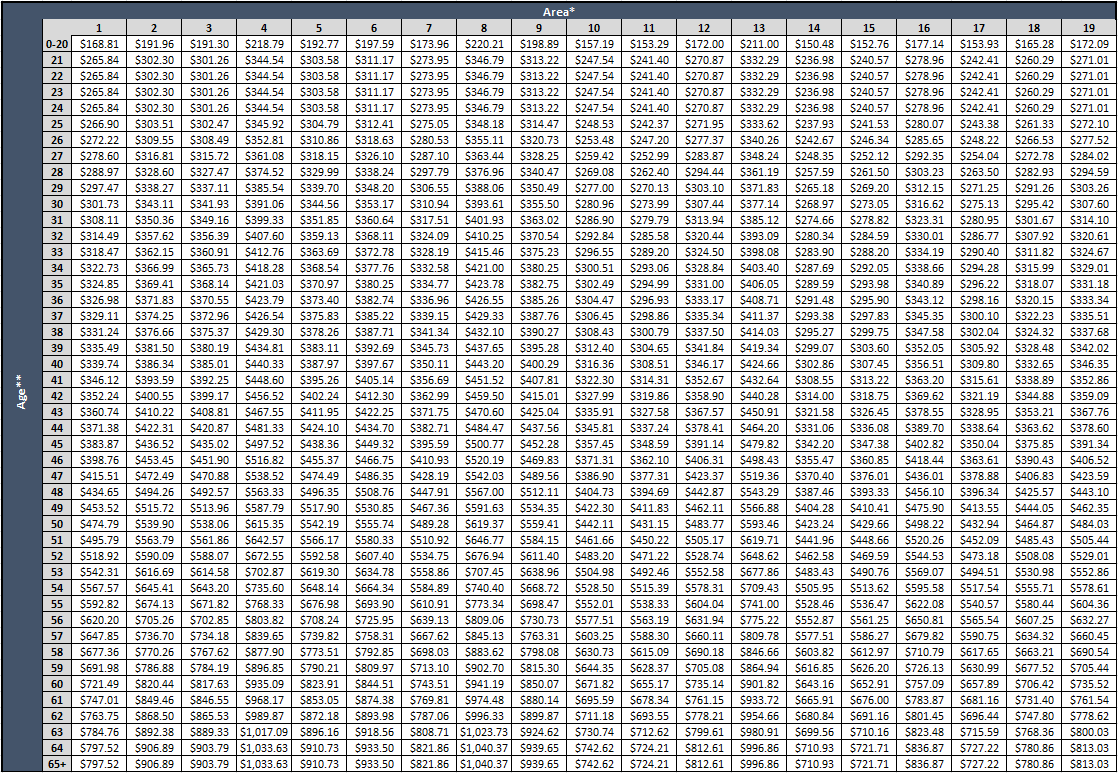 Area*
1 2 3 4 5 6 7 8 9 10 11 12 13 14 15 16 17 18 19
0-20 $168.81 $191.96 $191.30 $218.79 $192.77 $197.59 $173.96 $220.21 $198.89 $157.19 $153.29 $172.00 $211.00 $150.48 $152.76 $177.14 $153.93 $165.28 $172.09
21 $265.84 $302.30 $301.26 $344.54 $303.58 $311.17 $273.95 $346.79 $313.22 $247.54 $241.40 $270.87 $332.29 $236.98 $240.57 $278.96 $242.41 $260.29 $271.01
22 $265.84 $302.30 $301.26 $344.54 $303.58 $311.17 $273.95 $346.79 $313.22 $247.54 $241.40 $270.87 $332.29 $236.98 $240.57 $278.96 $242.41 $260.29 $271.01
23 $265.84 $302.30 $301.26 $344.54 $303.58 $311.17 $273.95 $346.79 $313.22 $247.54 $241.40 $270.87 $332.29 $236.98 $240.57 $278.96 $242.41 $260.29 $271.01
24 $265.84 $302.30 $301.26 $344.54 $303.58 $311.17 $273.95 $346.79 $313.22 $247.54 $241.40 $270.87 $332.29 $236.98 $240.57 $278.96 $242.41 $260.29 $271.01
25 $266.90 $303.51 $302.47 $345.92 $304.79 $312.41 $275.05 $348.18 $314.47 $248.53 $242.37 $271.95 $333.62 $237.93 $241.53 $280.07 $243.38 $261.33 $272.10
26 $272.22 $309.55 $308.49 $352.81 $310.86 $318.63 $280.53 $355.11 $320.73 $253.48 $247.20 $277.37 $340.26 $242.67 $246.34 $285.65 $248.22 $266.53 $277.52
27 $278.60 $316.81 $315.72 $361.08 $318.15 $326.10 $287.10 $363.44 $328.25 $259.42 $252.99 $283.87 $348.24 $248.35 $252.12 $292.35 $254.04 $272.78 $284.02
28 $288.97 $328.60 $327.47 $374.52 $329.99 $338.24 $297.79 $376.96 $340.47 $269.08 $262.40 $294.44 $361.19 $257.59 $261.50 $303.23 $263.50 $282.93 $294.59
29 $297.47 $338.27 $337.11 $385.54 $339.70 $348.20 $306.55 $388.06 $350.49 $277.00 $270.13 $303.10 $371.83 $265.18 $269.20 $312.15 $271.25 $291.26 $303.26
30 $301.73 $343.11 $341.93 $391.06 $344.56 $353.17 $310.94 $393.61 $355.50 $280.96 $273.99 $307.44 $377.14 $268.97 $273.05 $316.62 $275.13 $295.42 $307.60
31 $308.11 $350.36 $349.16 $399.33 $351.85 $360.64 $317.51 $401.93 $363.02 $286.90 $279.79 $313.94 $385.12 $274.66 $278.82 $323.31 $280.95 $301.67 $314.10
32 $314.49 $357.62 $356.39 $407.60 $359.13 $368.11 $324.09 $410.25 $370.54 $292.84 $285.58 $320.44 $393.09 $280.34 $284.59 $330.01 $286.77 $307.92 $320.61
33 $318.47 $362.15 $360.91 $412.76 $363.69 $372.78 $328.19 $415.46 $375.23 $296.55 $289.20 $324.50 $398.08 $283.90 $288.20 $334.19 $290.40 $311.82 $324.67
34 $322.73 $366.99 $365.73 $418.28 $368.54 $377.76 $332.58 $421.00 $380.25 $300.51 $293.06 $328.84 $403.40 $287.69 $292.05 $338.66 $294.28 $315.99 $329.01
35 $324.85 $369.41 $368.14 $421.03 $370.97 $380.25 $334.77 $423.78 $382.75 $302.49 $294.99 $331.00 $406.05 $289.59 $293.98 $340.89 $296.22 $318.07 $331.18
36 $326.98 $371.83 $370.55 $423.79 $373.40 $382.74 $336.96 $426.55 $385.26 $304.47 $296.93 $333.17 $408.71 $291.48 $295.90 $343.12 $298.16 $320.15 $333.34
37 $329.11 $374.25 $372.96 $426.54 $375.83 $385.22 $339.15 $429.33 $387.76 $306.45 $298.86 $335.34 $411.37 $293.38 $297.83 $345.35 $300.10 $322.23 $335.51
38 $331.24 $376.66 $375.37 $429.30 $378.26 $387.71 $341.34 $432.10 $390.27 $308.43 $300.79 $337.50 $414.03 $295.27 $299.75 $347.58 $302.04 $324.32 $337.68
39 $335.49 $381.50 $380.19 $434.81 $383.11 $392.69 $345.73 $437.65 $395.28 $312.40 $304.65 $341.84 $419.34 $299.07 $303.60 $352.05 $305.92 $328.48 $342.02
40 $339.74 $386.34 $385.01 $440.33 $387.97 $397.67 $350.11 $443.20 $400.29 $316.36 $308.51 $346.17 $424.66 $302.86 $307.45 $356.51 $309.80 $332.65 $346.35
41 $346.12 $393.59 $392.25 $448.60 $395.26 $405.14 $356.69 $451.52 $407.81 $322.30 $314.31 $352.67 $432.64 $308.55 $313.22 $363.20 $315.61 $338.89 $352.86
42 $352.24 $400.55 $399.17 $456.52 $402.24 $412.30 $362.99 $459.50 $415.01 $327.99 $319.86 $358.90 $440.28 $314.00 $318.75 $369.62 $321.19 $344.88 $359.09
43 $360.74 $410.22 $408.81 $467.55 $411.95 $422.25 $371.75 $470.60 $425.04 $335.91 $327.58 $367.57 $450.91 $321.58 $326.45 $378.55 $328.95 $353.21 $367.76
44 $371.38 $422.31 $420.87 $481.33 $424.10 $434.70 $382.71 $484.47 $437.56 $345.81 $337.24 $378.41 $464.20 $331.06 $336.08 $389.70 $338.64 $363.62 $378.60
45 $383.87 $436.52 $435.02 $497.52 $438.36 $449.32 $395.59 $500.77 $452.28 $357.45 $348.59 $391.14 $479.82 $342.20 $347.38 $402.82 $350.04 $375.85 $391.34
46 $398.76 $453.45 $451.90 $516.82 $455.37 $466.75 $410.93 $520.19 $469.83 $371.31 $362.10 $406.31 $498.43 $355.47 $360.85 $418.44 $363.61 $390.43 $406.52
47 $415.51 $472.49 $470.88 $538.52 $474.49 $486.35 $428.19 $542.03 $489.56 $386.90 $377.31 $423.37 $519.36 $370.40 $376.01 $436.01 $378.88 $406.83 $423.59
48 $434.65 $494.26 $492.57 $563.33 $496.35 $508.76 $447.91 $567.00 $512.11 $404.73 $394.69 $442.87 $543.29 $387.46 $393.33 $456.10 $396.34 $425.57 $443.10
49 $453.52 $515.72 $513.96 $587.79 $517.90 $530.85 $467.36 $591.63 $534.35 $422.30 $411.83 $462.11 $566.88 $404.28 $410.41 $475.90 $413.55 $444.05 $462.35
50 $474.79 $539.90 $538.06 $615.35 $542.19 $555.74 $489.28 $619.37 $559.41 $442.11 $431.15 $483.77 $593.46 $423.24 $429.66 $498.22 $432.94 $464.87 $484.03
51 $495.79 $563.79 $561.86 $642.57 $566.17 $580.33 $510.92 $646.77 $584.15 $461.66 $450.22 $505.17 $619.71 $441.96 $448.66 $520.26 $452.09 $485.43 $505.44
52 $518.92 $590.09 $588.07 $672.55 $592.58 $607.40 $534.75 $676.94 $611.40 $483.20 $471.22 $528.74 $648.62 $462.58 $469.59 $544.53 $473.18 $508.08 $529.01
53 $542.31 $616.69 $614.58 $702.87 $619.30 $634.78 $558.86 $707.45 $638.96 $504.98 $492.46 $552.58 $677.86 $483.43 $490.76 $569.07 $494.51 $530.98 $552.86
54 $567.57 $645.41 $643.20 $735.60 $648.14 $664.34 $584.89 $740.40 $668.72 $528.50 $515.39 $578.31 $709.43 $505.95 $513.62 $595.58 $517.54 $555.71 $578.61
55 $592.82 $674.13 $671.82 $768.33 $676.98 $693.90 $610.91 $773.34 $698.47 $552.01 $538.33 $604.04 $741.00 $528.46 $536.47 $622.08 $540.57 $580.44 $604.36
56 $620.20 $705.26 $702.85 $803.82 $708.24 $725.95 $639.13 $809.06 $730.73 $577.51 $563.19 $631.94 $775.22 $552.87 $561.25 $650.81 $565.54 $607.25 $632.27
57 $647.85 $736.70 $734.18 $839.65 $739.82 $758.31 $667.62 $845.13 $763.31 $603.25 $588.30 $660.11 $809.78 $577.51 $586.27 $679.82 $590.75 $634.32 $660.45
58 $677.36 $770.26 $767.62 $877.90 $773.51 $792.85 $698.03 $883.62 $798.08 $630.73 $615.09 $690.18 $846.66 $603.82 $612.97 $710.79 $617.65 $663.21 $690.54
59 $691.98 $786.88 $784.19 $896.85 $790.21 $809.97 $713.10 $902.70 $815.30 $644.35 $628.37 $705.08 $864.94 $616.85 $626.20 $726.13 $630.99 $677.52 $705.44
60 $721.49 $820.44 $817.63 $935.09 $823.91 $844.51 $743.51 $941.19 $850.07 $671.82 $655.17 $735.14 $901.82 $643.16 $652.91 $757.09 $657.89 $706.42 $735.52
61 $747.01 $849.46 $846.55 $968.17 $853.05 $874.38 $769.81 $974.48 $880.14 $695.59 $678.34 $761.15 $933.72 $665.91 $676.00 $783.87 $681.16 $731.40 $761.54
62 $763.75 $868.50 $865.53 $989.87 $872.18 $893.98 $787.06 $996.33 $899.87 $711.18 $693.55 $778.21 $954.66 $680.84 $691.16 $801.45 $696.44 $747.80 $778.62
63 $784.76 $892.38 $889.33 $1,017.09 $896.16 $918.56 $808.71 $1,023.73 $924.62 $730.74 $712.62 $799.61 $980.91 $699.56 $710.16 $823.48 $715.59 $768.36 $800.03
64 $797.52 $906.89 $903.79 $1,033.63 $910.73 $933.50 $821.86 $1,040.37 $939.65 $742.62 $724.21 $812.61 $996.86 $710.93 $721.71 $836.87 $727.22 $780.86 $813.03
65+ $797.52 $906.89 $903.79 $1,033.63 $910.73 $933.50 $821.86 $1,040.37 $939.65 $742.62 $724.21 $812.61 $996.86 $710.93 $721.71 $836.87 $727.22 $780.86 $813.03
Age**